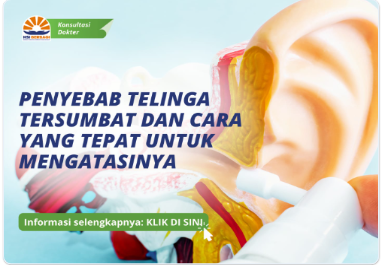 Konsultasi
Dokter
PENYEBAB TELINGA
TERSUMBAT DAN CARA
YANG TEPAT UNTUK
MENGATASINYA
Informasi selengkapnya: KLIK DI SINI